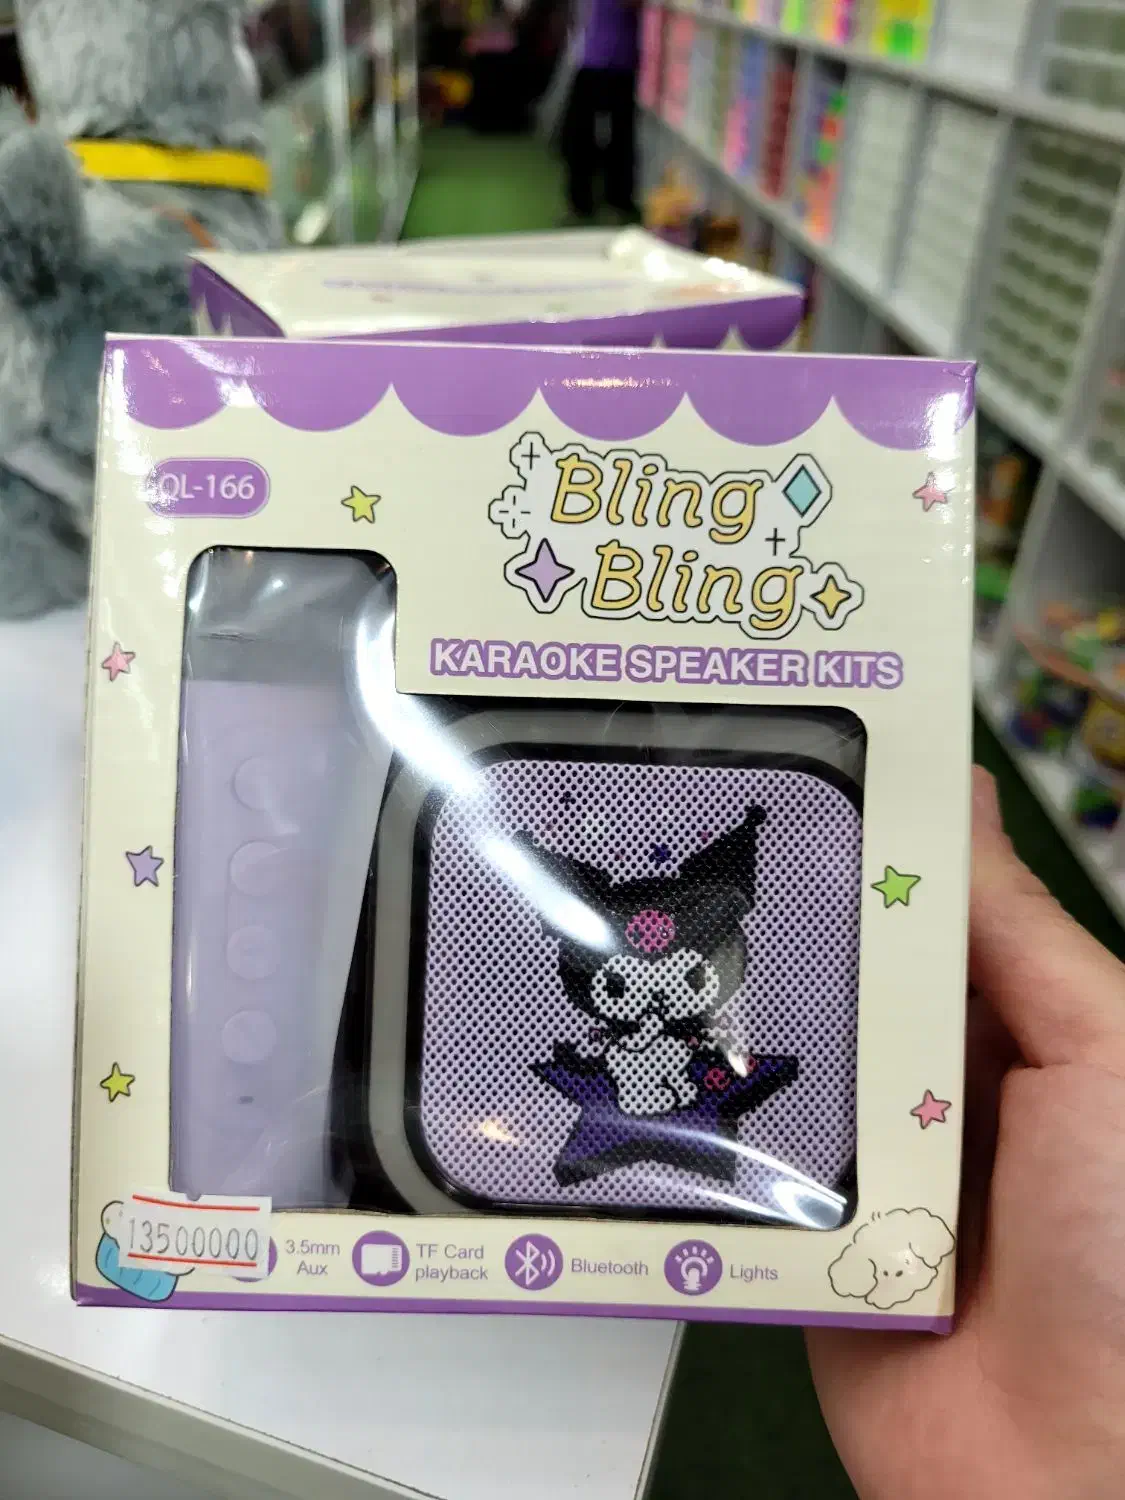 QL-166
Bling
Bling
KARAOKE SPEAKER KITS
13500000
3.5mm
Aux
TF Card
playback
Bluetooth
Lights